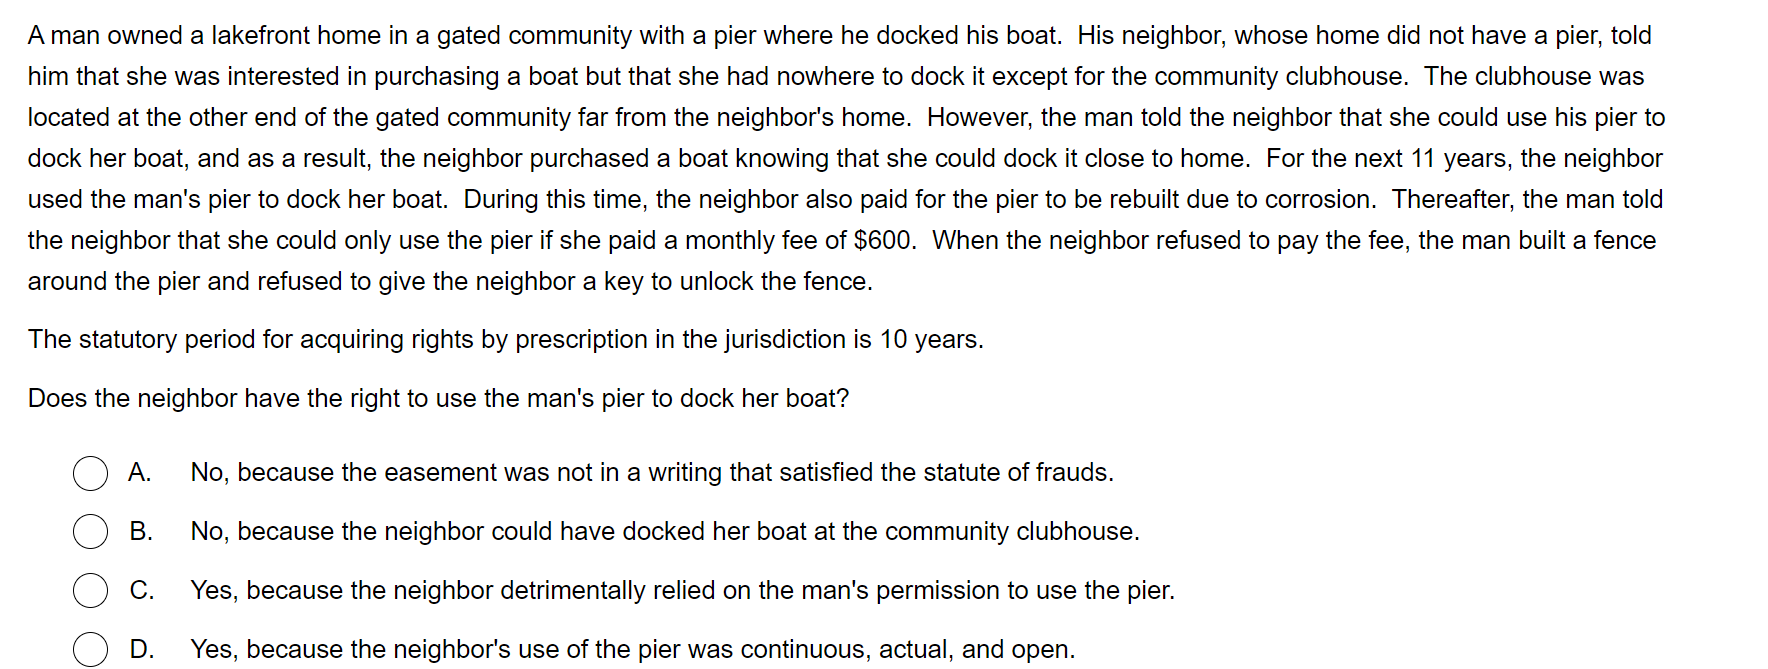 A man owned a lakefront home in a gated community with a pier where he docked his boat.  His neighbor, whose home did not have a pier, told
him that she was interested in purchasing a boat but that she had nowhere to dock it except for the community clubhouse.  The clubhouse was
located at the other end of the gated community far from the neighbor's home.  However, the man told the neighbor that she could use his pier to
dock her boat, and as a result, the neighbor purchased a boat knowing that she could dock it close to home.  For the next 11 years, the neighbor
used the man's pier to dock her boat.  During this time, the neighbor also paid for the pier to be rebuilt due to corrosion.  Thereafter, the man told
the neighbor that she could only use the pier if she paid a monthly fee of $600.  When the neighbor refused to pay the fee, the man built a fence
around the pier and refused to give the neighbor a key to unlock the fence.
The statutory period for acquiring rights by prescription in the jurisdiction is 10 years.
Does the neighbor have the right to use the man's pier to dock her boat?
A. No, because the easement was not in a writing that satisfied the statute of frauds.
B. No, because the neighbor could have docked her boat at the community clubhouse.
C. Yes, because the neighbor detrimentally relied on the man's permission to use the pier.
D. Yes, because the neighbor's use of the pier was continuous, actual, and open.